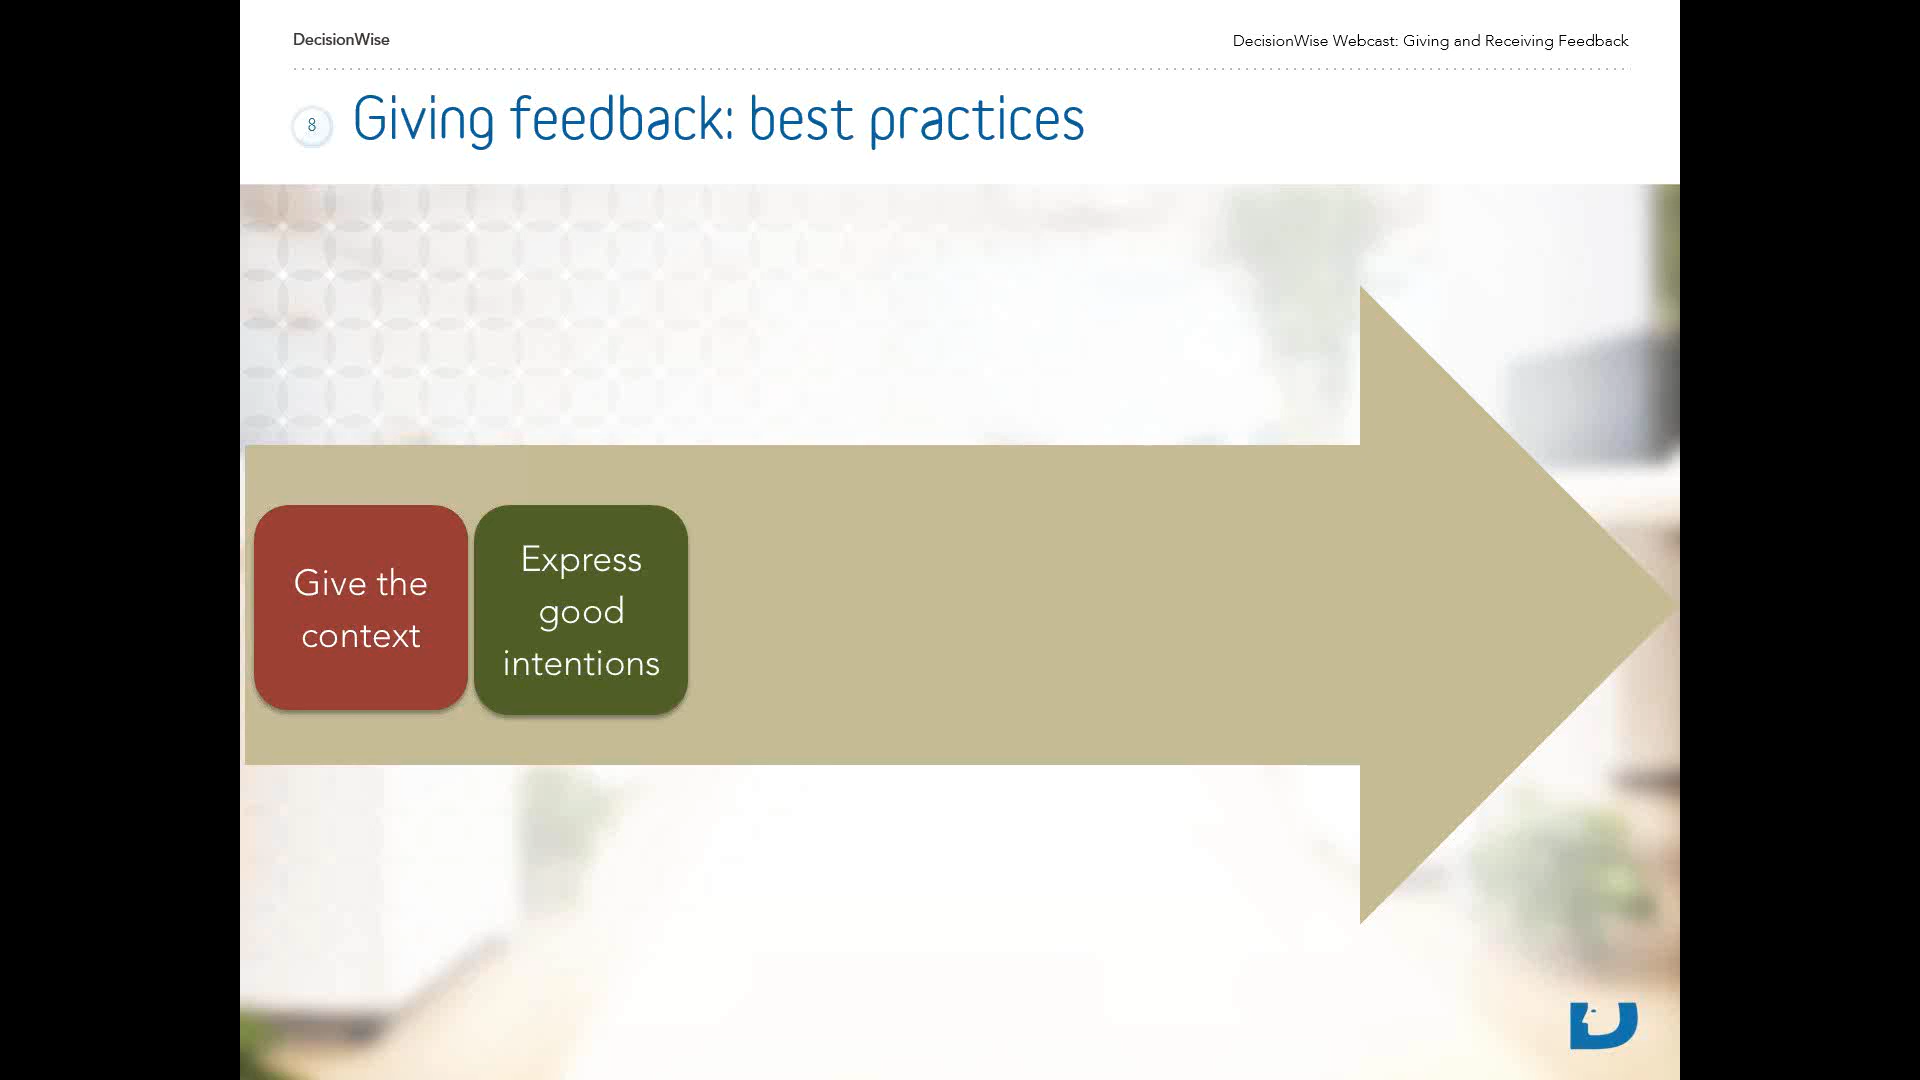 DecisionWise
DecisionWise Webcast: Giving and Receiving Feedback
8
Giving feedback: best practices
Give the
context
Express
good
intentions